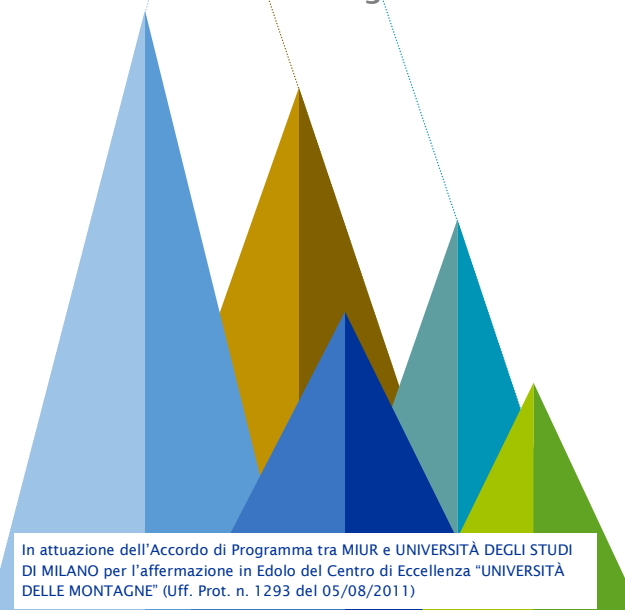 In attuazione dell'Accordo di Programma tra MIUR e UNIVERSITÀ DEGLI STUDI
DI MILANO per l'affermazione in Edolo del Centro di Eccellenza "UNIVERSITÀ
DELLE MONTAGNE" (Uff. Prot. n. 1293 del 05/08/2011)